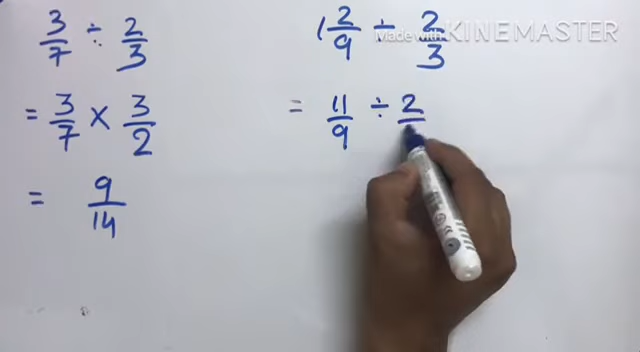 3/7 ÷ 2/3
= 3/7 × 3/2
= 9/14
1 2/9 ÷ 2/3
= 11/9 ÷ 2/
Made with KINEMASTER